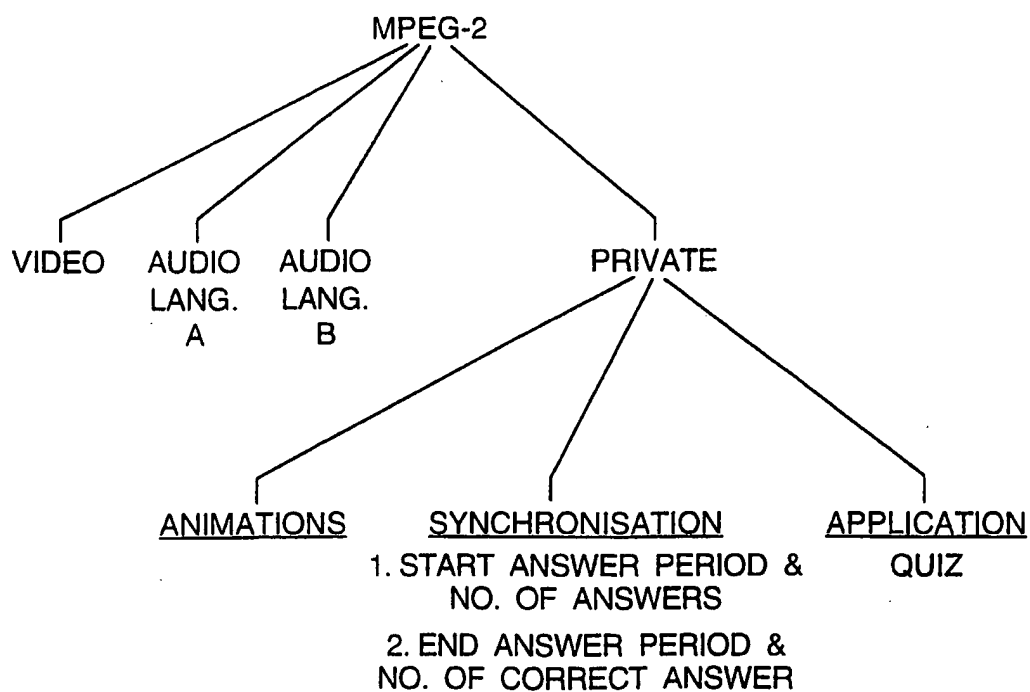 MPEG-2
VIDEO
AUDIO
LANG.
A
AUDIO
LANG.
B
PRIVATE
ANIMATIONS
SYNCHRONISATION
1. START ANSWER PERIOD &
NO. OF ANSWERS
2. END ANSWER PERIOD &
NO. OF CORRECT ANSWER
APPLICATION
QUIZ